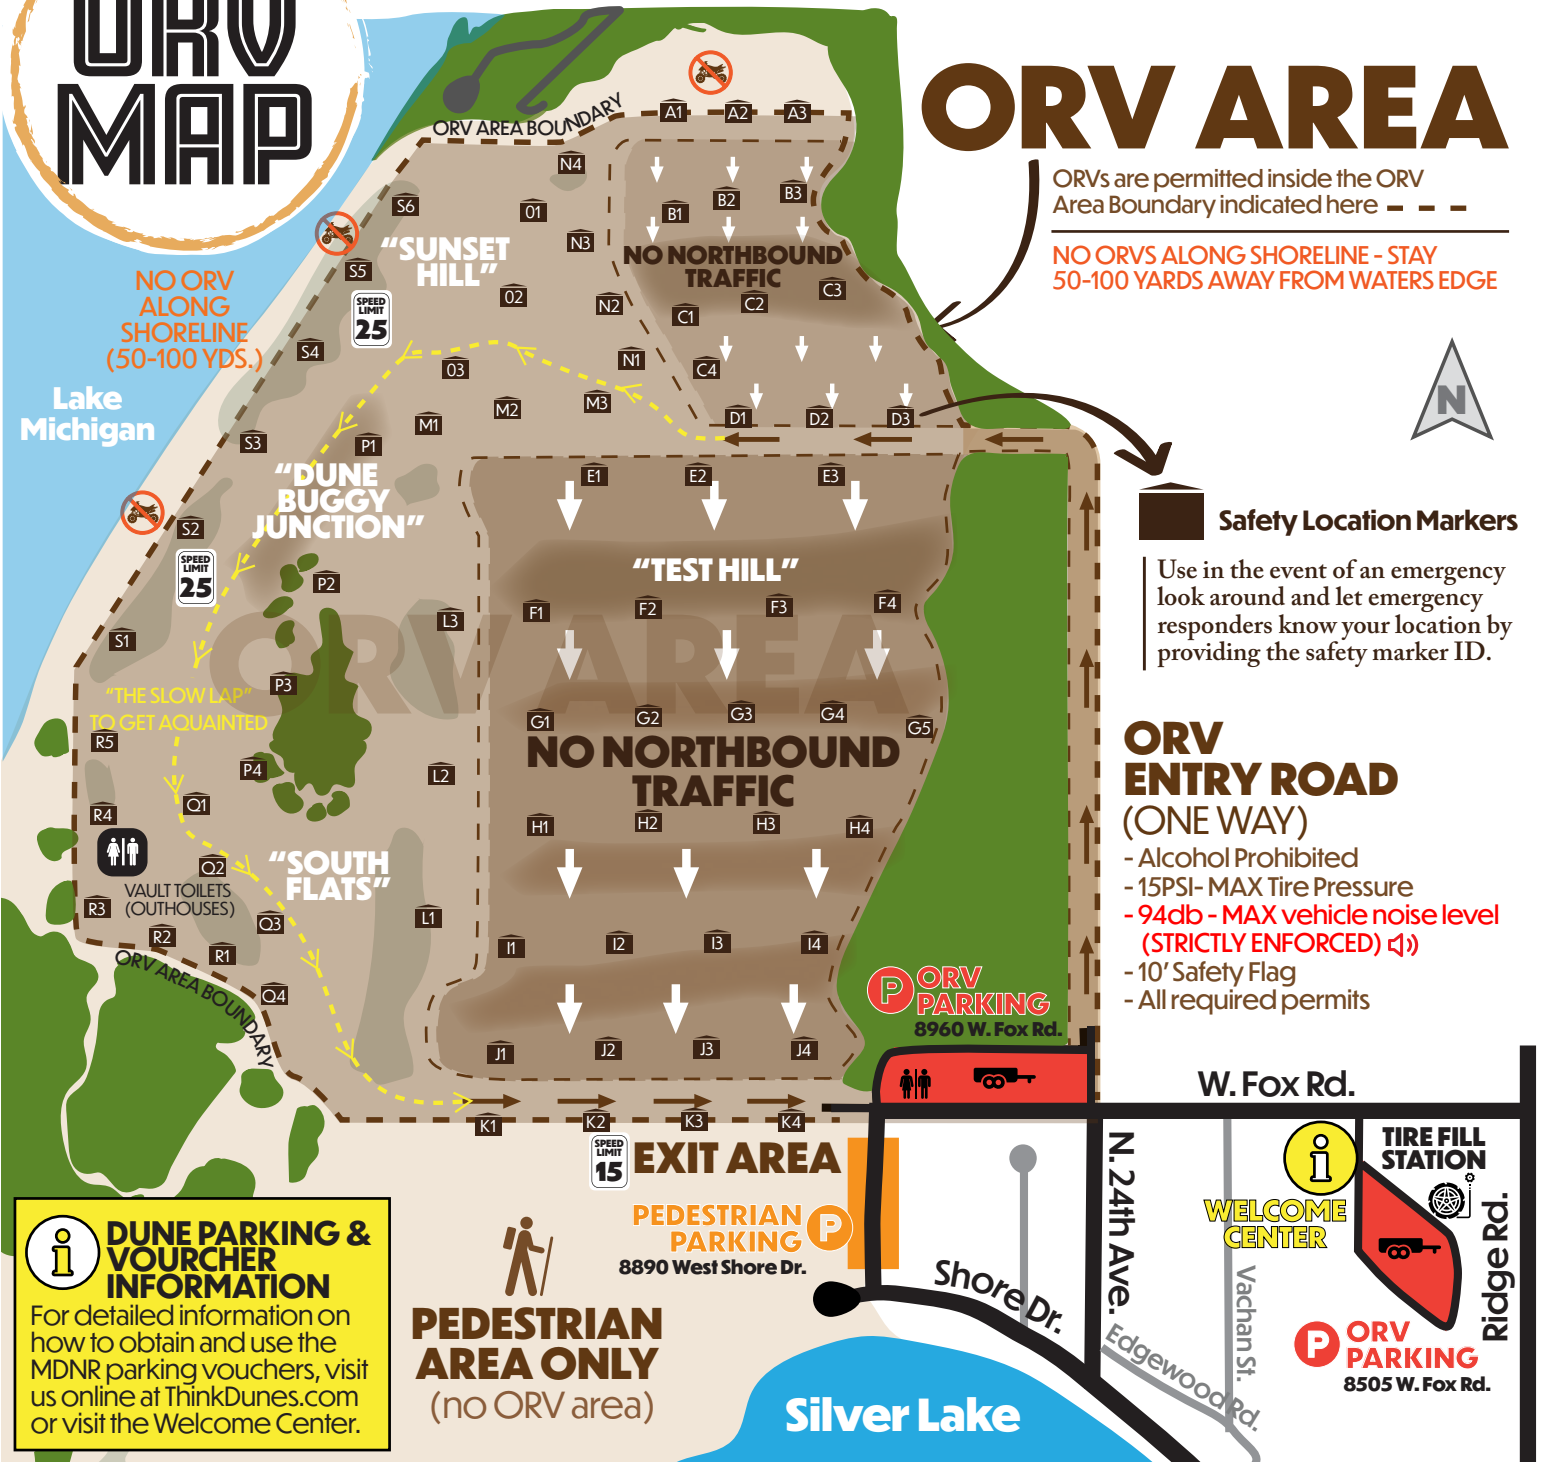 ORV
MAP
ORV AREA
ORVs are permitted inside the ORV
Area Boundary indicated here
NO ORVS ALONG SHORELINE - STAY
50-100 YARDS AWAY FROM WATERS EDGE
ORV AREA BOUNDARY
A1 A2 A3
N4
S6
01
B1 B2 B3
N3
"SUNSET
HILL"
NO NORTHBOUND
TRAFFIC
S5
NO ORV
ALONG
SHORELINE
(50-100 YDS.)
SPEED
LIMIT
25
02
N2
C1 C2 C3
S4
03
N1
C4
Lake
Michigan
M1 M2 M3
D1 D2 D3
N
S3
P1
"DUNE
BUGGY
JUNCTION"
E1 E2 E3
S2
SPEED
LIMIT
25
"TEST HILL"
Safety Location Markers
Use in the event of an emergency
look around and let emergency
responders know your location by
providing the safety marker ID.
P2
F1 F2 F3 F4
L3
S1
ORV AREA
P3
"THE SLOW LAP"
TO GET AQUAINTED
R5
G1 G2 G3 G4 G5
NO NORTHBOUND
TRAFFIC
P4
L2
Q1
R4
H1 H2 H3 H4
ORV
ENTRY ROAD
(ONE WAY)
- Alcohol Prohibited
- 15PSI- MAX Tire Pressure
- 94db - MAX vehicle noise level
(STRICTLY ENFORCED)
- 10' Safety Flag
- All required permits
Q2
"SOUTH
FLATS"
VAULT TOILETS
(OUTHOUSES)
R3
Q3
L1
R2
R1
I1 I2 I3 I4
ORV AREA BOUNDARY
Q4
P
ORV
PARKING
8960 W. Fox Rd.
J1 J2 J3 J4
K1 K2 K3 K4
W. Fox Rd.
SPEED
LIMIT
15
EXIT AREA
PEDESTRIAN
PARKING
P
8890 West Shore Dr.
PEDESTRIAN
AREA ONLY
(no ORV area)
Shore Dr.
N. 24th Ave.
Edgewood Rd.
Vachan St.
Ridge Rd.
i
WELCOME
CENTER
TIRE FILL
STATION
P
ORV
PARKING
8505 W. Fox Rd.
Silver Lake
i
DUNE PARKING &
VOURCHER
INFORMATION
For detailed information on
how to obtain and use the
MDNR parking vouchers, visit
us online at ThinkDunes.com
or visit the Welcome Center.